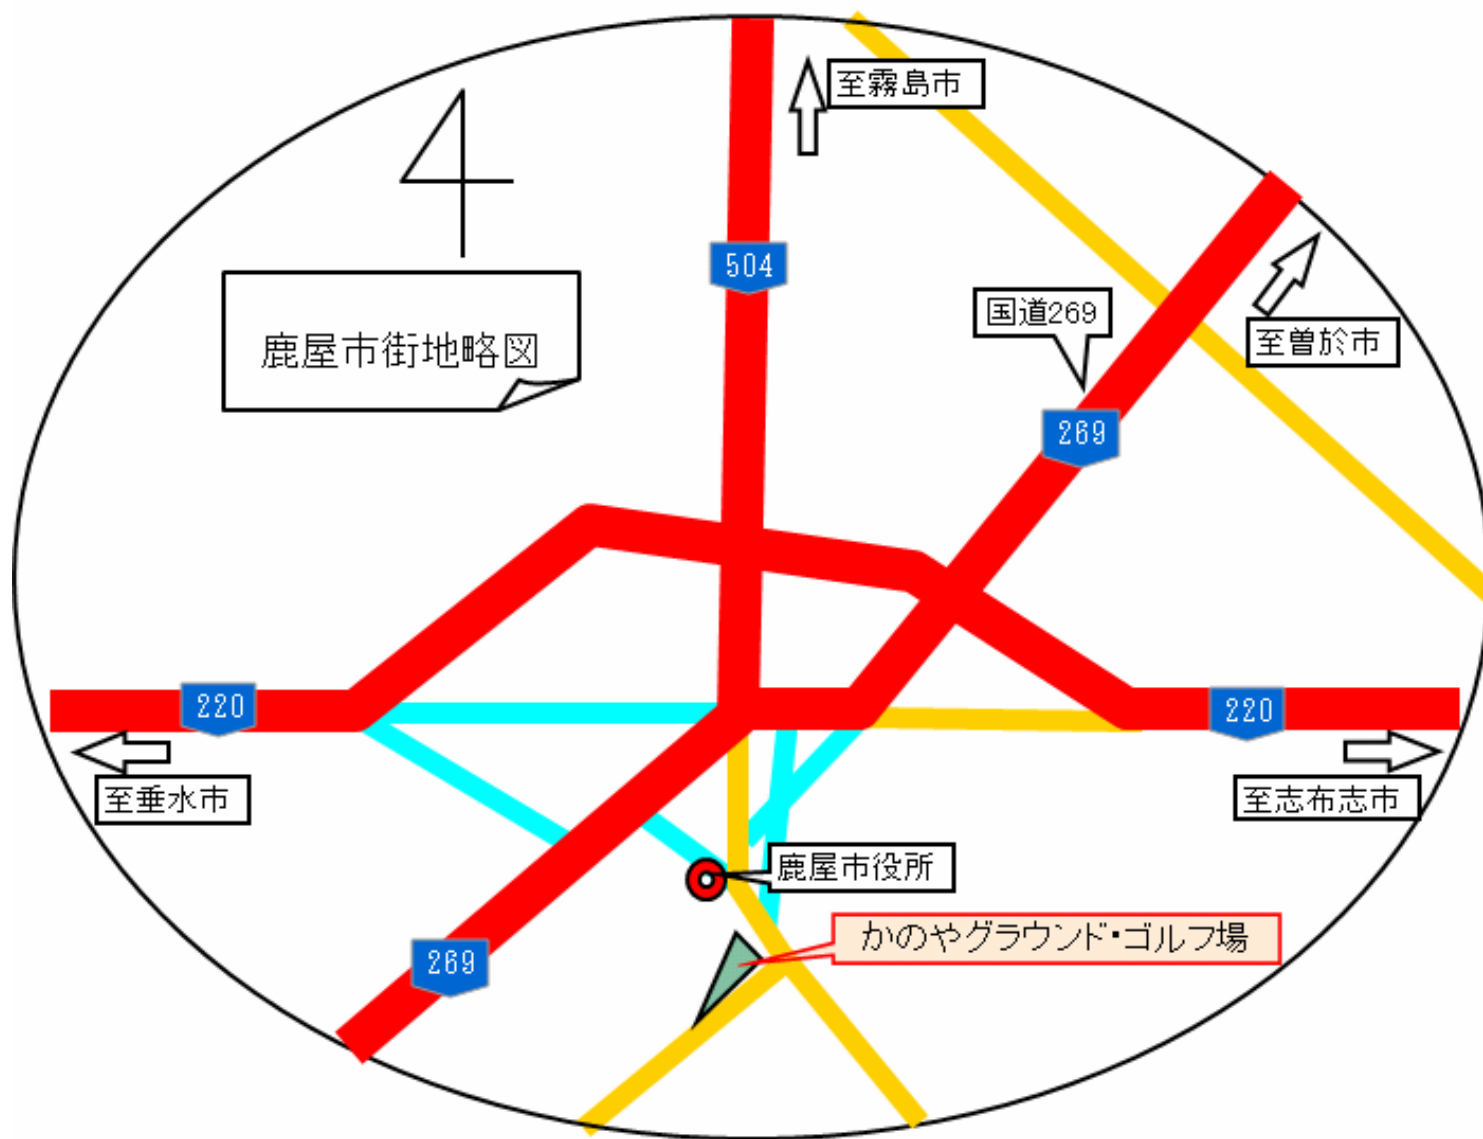 至霧島市
504
国道269
至曽於市
鹿屋市街地略図
269
220
220
至垂水市
至志布志市
鹿屋市役所
かのやグラウンド・ゴルフ場
269